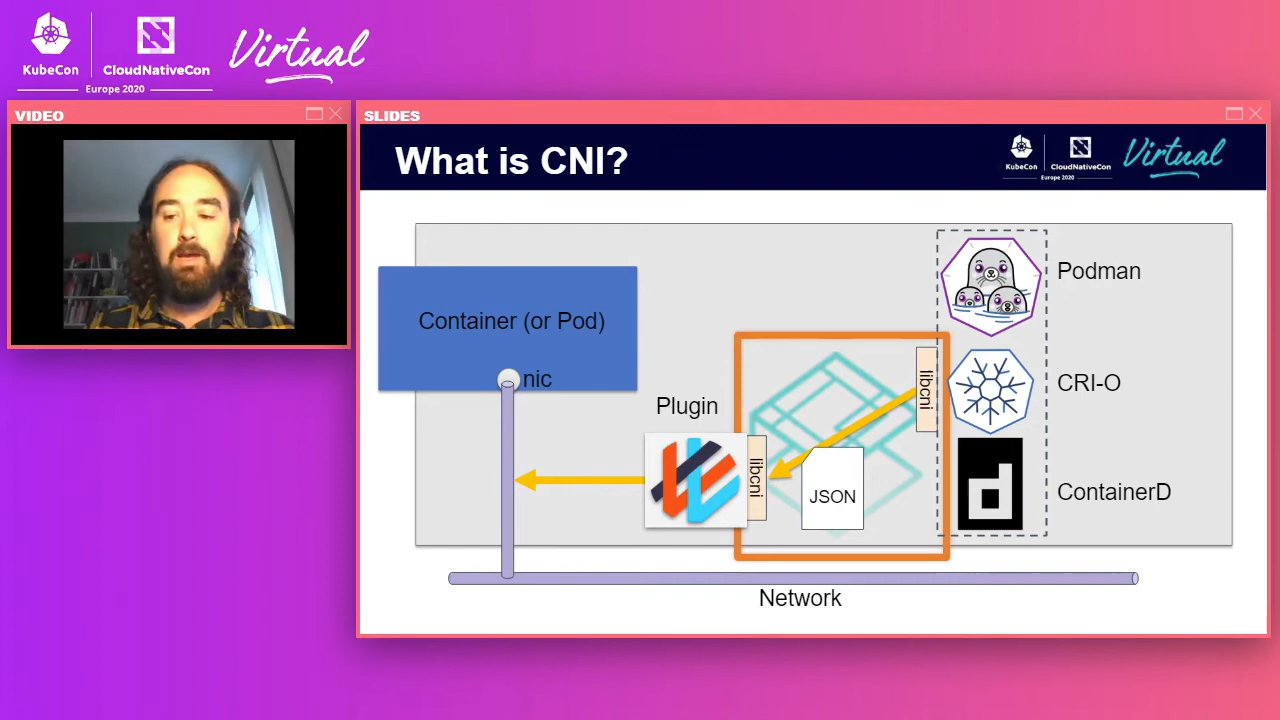 KubeCon
CloudNativeCon
Europe 2020
Virtual
VIDEO
SLIDES
What is CNI?
KubeCon
CloudNativeCon
Europe 2020
Virtual
Podman
Container (or Pod)
nic
libcni
CRI-O
Plugin
libcni
JSON
ContainerD
Network